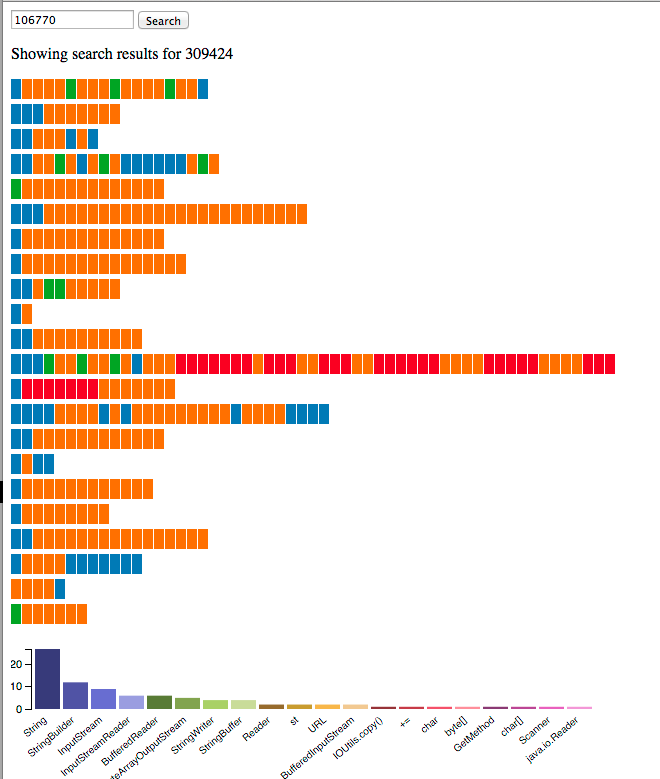 106770 Search
Showing search results for 309424
20
10
0
String
StringBuilder
InputStream
InputStreamReader
BufferedReader
teArrayOutputStream
StringWriter
StringBuffer
Reader
st
URL
BufferedInputStream
IOUtils.copy()
+=
char
byte[]
GetMethod
char[]
Scanner
java.io.Reader